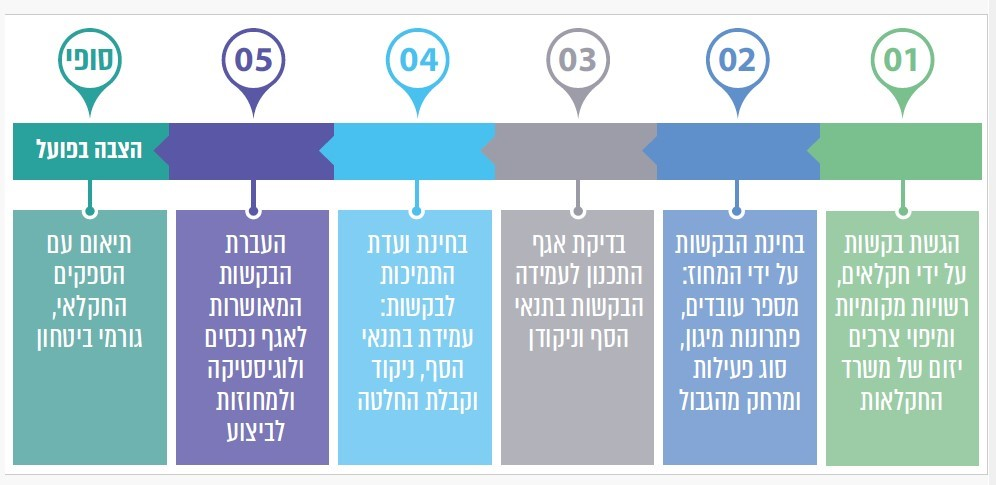 01
הגשת בקשות
על ידי חקלאים,
רשויות מקומיות
ומיפוי צרכים
יזום של משרד
החקלאות
02
בחינת הבקשות
על ידי המחוז:
מספר עובדים,
פתרונות מיגון,
סוג פעילות
ומרחק מהגבול
03
בדיקת אגף
התכנון לעמידה
הבקשות בתנאי
הסף וניקודן
04
בחינת ועדת
התמיכות
לבקשות:
עמידת בתנאי
הסף, ניקוד
וקבלת החלטה
05
העברת
הבקשות
המאושרות
לאגף נכסים
ולוגיסטיקה
ולמחוזות
לביצוע
סופי
הצבה בפועל
תיאום עם
הספקים
החקלאי,
גורמי ביטחון